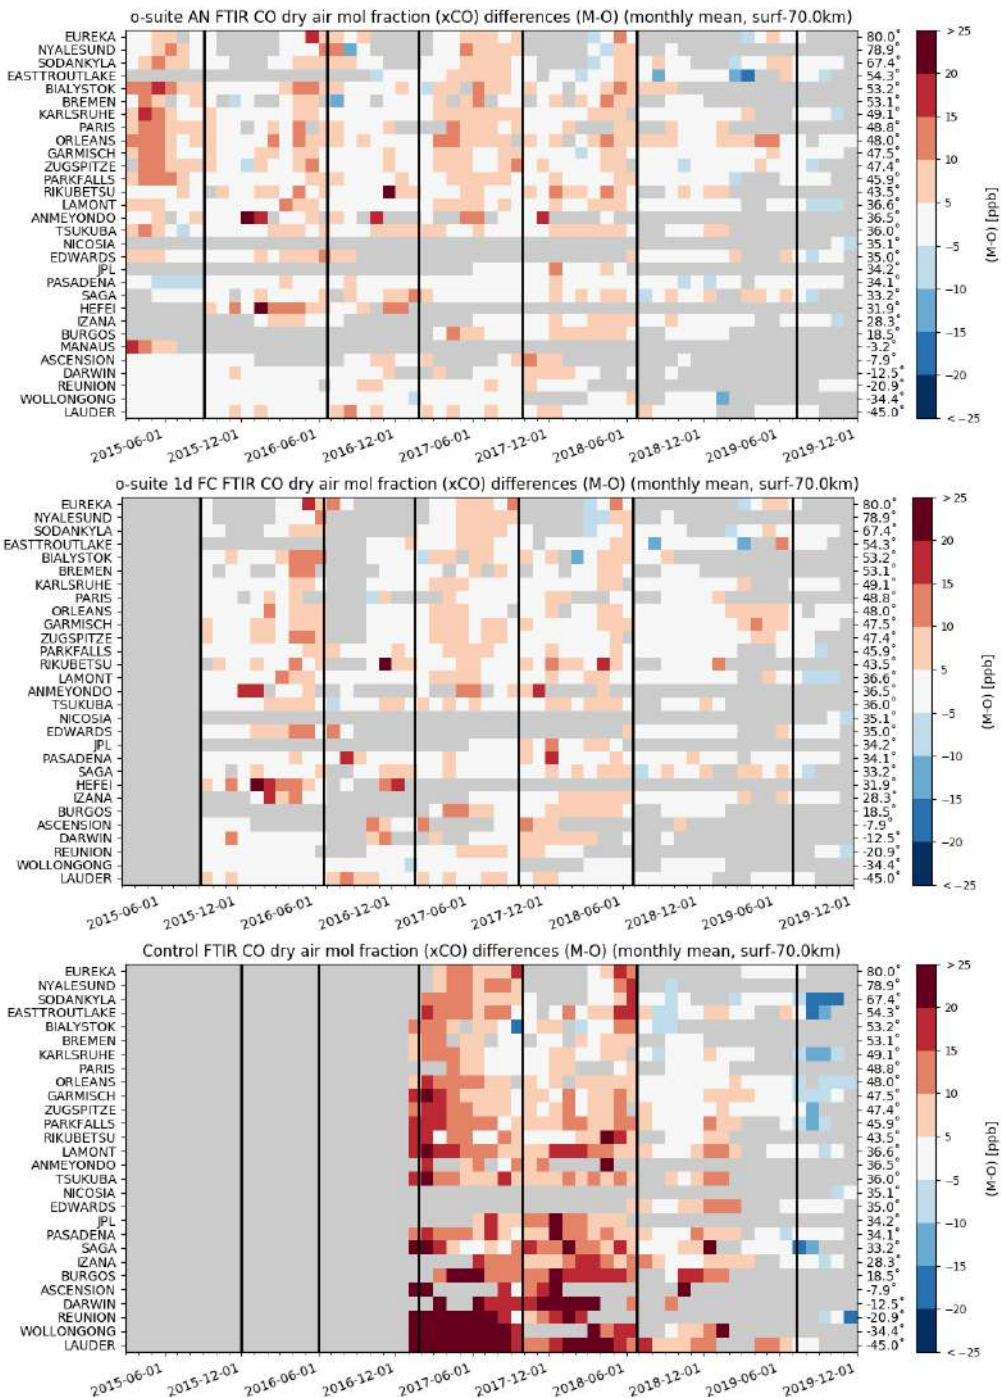 o-suite AN FTIR CO dry air mol fraction (xCO) differences (M-O) (monthly mean, surf-70.0km)
EUREKA 80.0°
NYALESUND 78.9°
SODANKYLA 67.4°
EASTTROUTLAKE 54.3°
BIALYSTOK 53.2°
BREMEN 53.1°
KARLSRUHE 49.1°
PARIS 48.8°
ORLEANS 48.0°
GARMISCH 47.5°
ZUGSPITZE 47.4°
PARKFALLS 45.9°
RIKUBETSU 43.5°
LAMONT 36.6°
ANMEYONDO 36.5°
TSUKUBA 36.0°
NICOSIA 35.1°
EDWARDS 35.0°
JPL 34.2°
PASADENA 34.1°
SAGA 33.2°
HEFEI 31.9°
IZANA 28.3°
BURGOS 18.5°
MANAUS -3.2°
ASCENSION -7.9°
DARWIN -12.5°
REUNION -20.9°
WOLLONGONG -34.4°
LAUDER -45.0°
2015-06-01 2015-12-01 2016-06-01 2016-12-01 2017-06-01 2017-12-01 2018-06-01 2018-12-01 2019-06-01 2019-12-01
> 25
20
15
10
5
−5
−10
−15
−20
< −25
(M-O) [ppb]
o-suite 1d FC FTIR CO dry air mol fraction (xCO) differences (M-O) (monthly mean, surf-70.0km)
EUREKA 80.0°
NYALESUND 78.9°
SODANKYLA 67.4°
EASTTROUTLAKE 54.3°
BIALYSTOK 53.2°
BREMEN 53.1°
KARLSRUHE 49.1°
PARIS 48.8°
ORLEANS 48.0°
GARMISCH 47.5°
ZUGSPITZE 47.4°
PARKFALLS 45.9°
RIKUBETSU 43.5°
LAMONT 36.6°
ANMEYONDO 36.5°
TSUKUBA 36.0°
NICOSIA 35.1°
EDWARDS 35.0°
JPL 34.2°
PASADENA 34.1°
SAGA 33.2°
HEFEI 31.9°
IZANA 28.3°
BURGOS 18.5°
ASCENSION -7.9°
DARWIN -12.5°
REUNION -20.9°
WOLLONGONG -34.4°
LAUDER -45.0°
2015-06-01 2015-12-01 2016-06-01 2016-12-01 2017-06-01 2017-12-01 2018-06-01 2018-12-01 2019-06-01 2019-12-01
> 25
20
15
10
5
−5
−10
−15
−20
< −25
(M-O) [ppb]
Control FTIR CO dry air mol fraction (xCO) differences (M-O) (monthly mean, surf-70.0km)
EUREKA 80.0°
NYALESUND 78.9°
SODANKYLA 67.4°
EASTTROUTLAKE 54.3°
BIALYSTOK 53.2°
BREMEN 53.1°
KARLSRUHE 49.1°
PARIS 48.8°
ORLEANS 48.0°
GARMISCH 47.5°
ZUGSPITZE 47.4°
PARKFALLS 45.9°
RIKUBETSU 43.5°
LAMONT 36.6°
ANMEYONDO 36.5°
TSUKUBA 36.0°
NICOSIA 35.1°
EDWARDS 35.0°
JPL 34.2°
PASADENA 34.1°
SAGA 33.2°
IZANA 28.3°
BURGOS 18.5°
ASCENSION -7.9°
DARWIN -12.5°
REUNION -20.9°
WOLLONGONG -34.4°
LAUDER -45.0°
2015-06-01 2015-12-01 2016-06-01 2016-12-01 2017-06-01 2017-12-01 2018-06-01 2018-12-01 2019-06-01 2019-12-01
> 25
20
15
10
5
−5
−10
−15
−20
< −25
(M-O) [ppb]